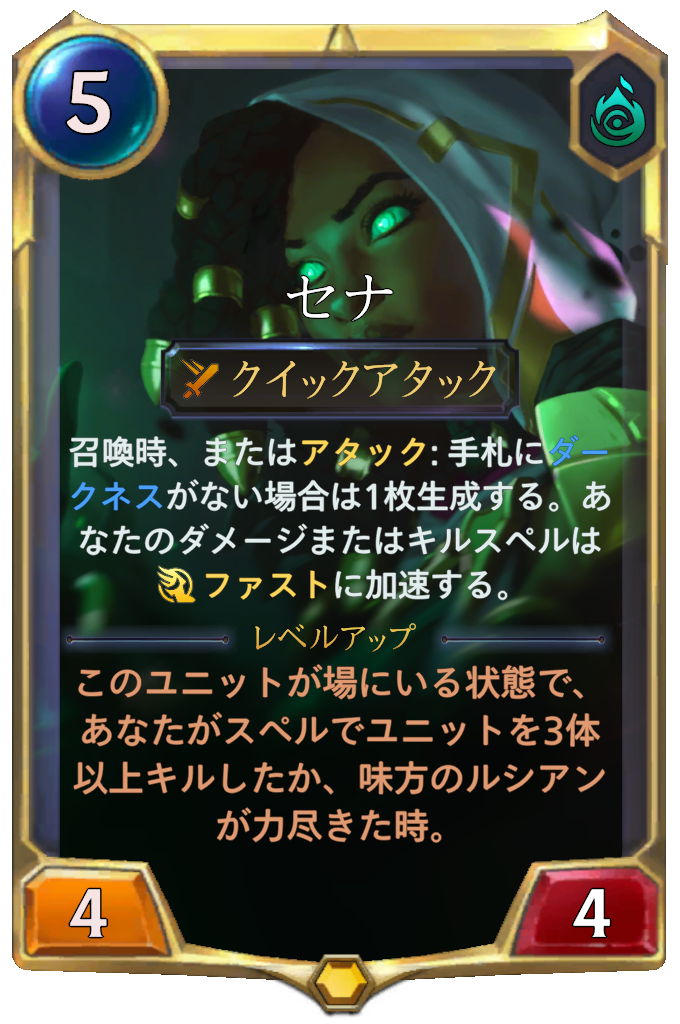 5
セナ
クイックアタック
召喚時、またはアタック: 手札にダー
クネスがない場合は1枚生成する。あ
なたのダメージまたはキルスペルは
ファストに加速する。
レベルアップ
このユニットが場にいる状態で、
あなたがスペルでユニットを3体
以上キルしたか、味方のルシアン
が力尽きた時。
4
4